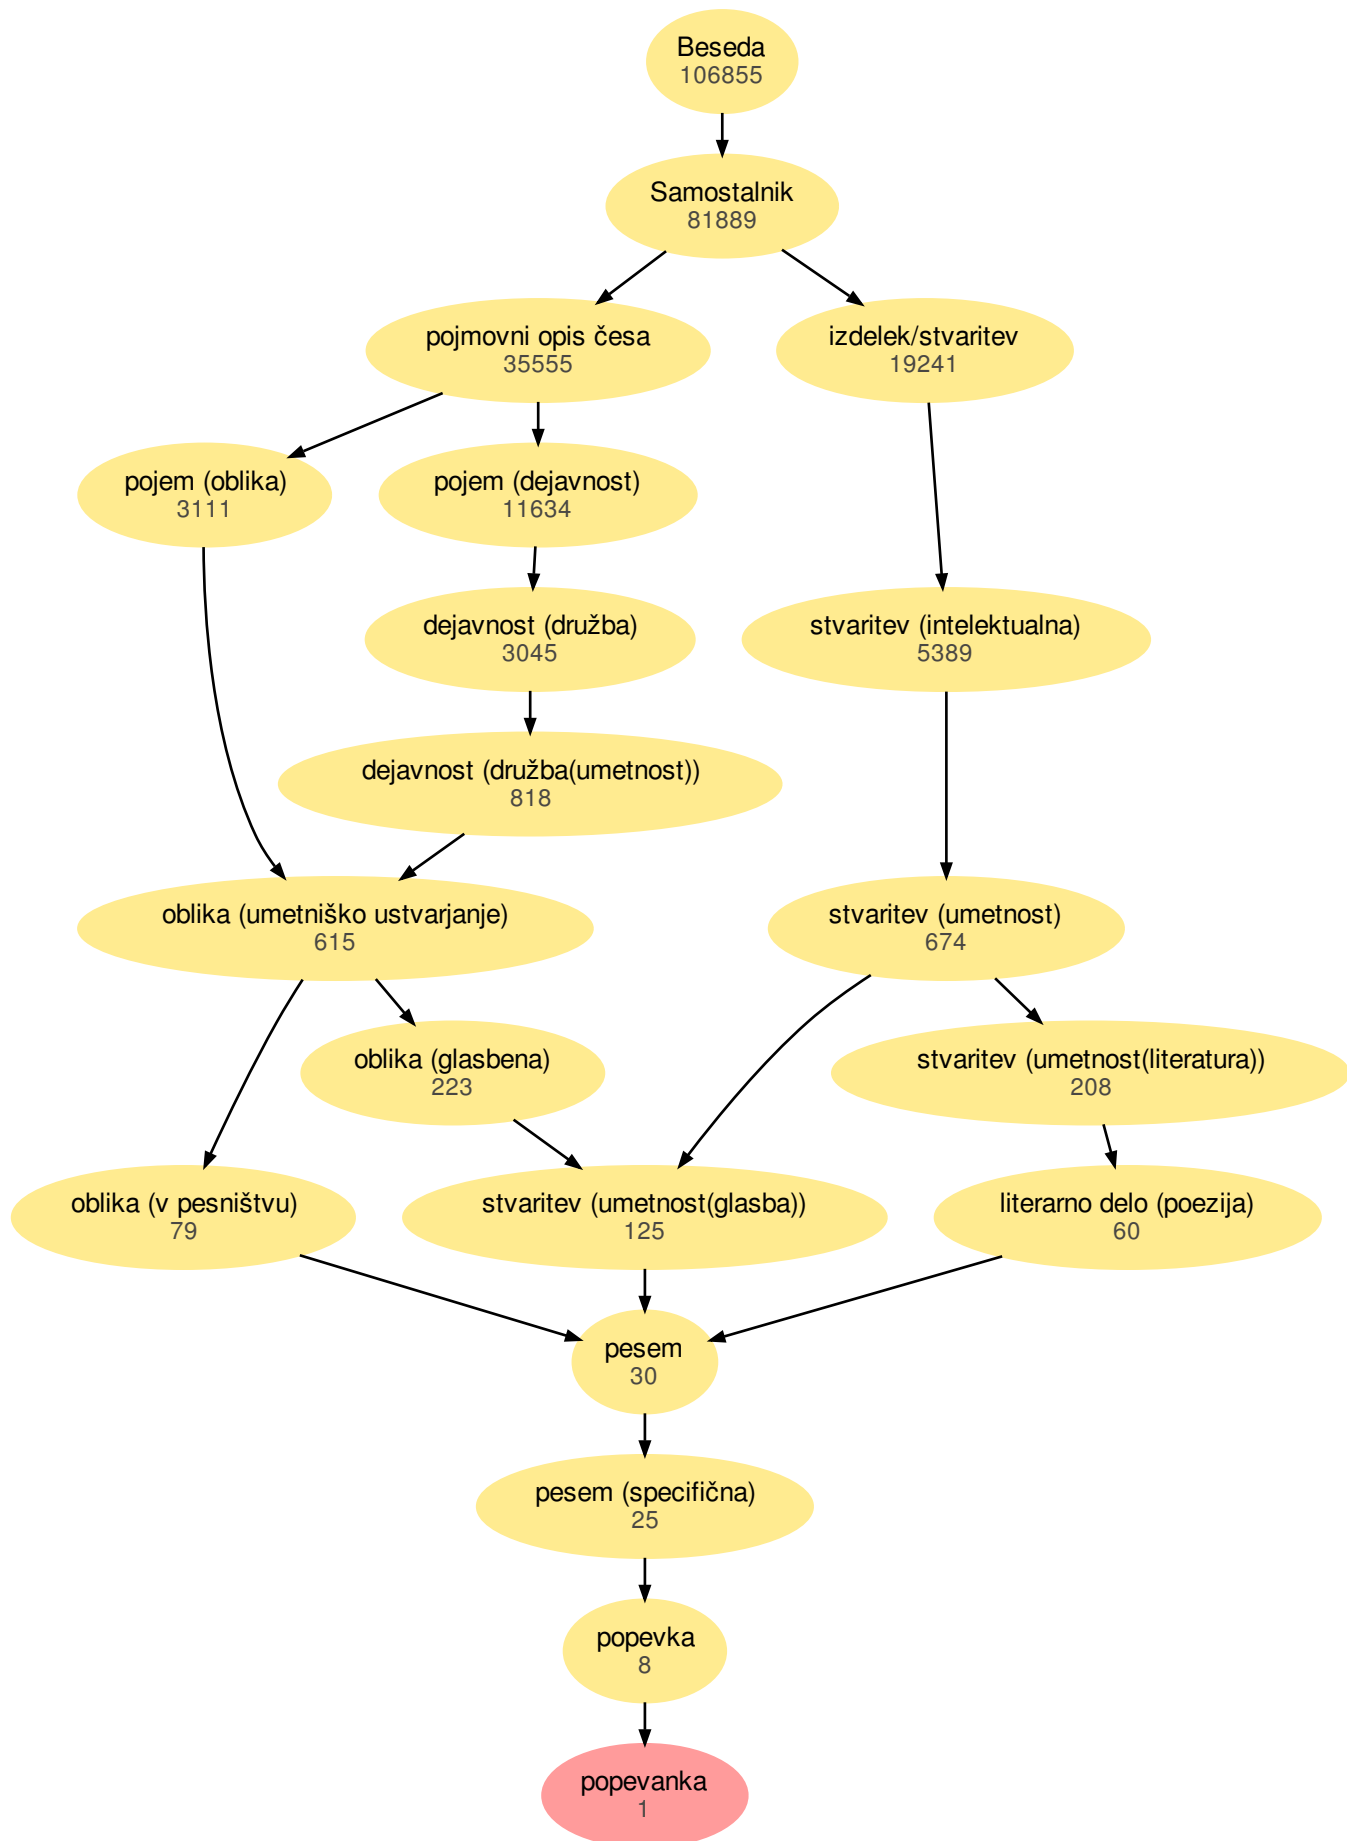 Beseda
106855
Samostalnik
81889
pojmovni opis česa
35555
izdelek/stvaritev
19241
pojem (oblika)
3111
pojem (dejavnost)
11634
dejavnost (družba)
3045
stvaritev (intelektualna)
5389
dejavnost (družba(umetnost))
818
oblika (umetniško ustvarjanje)
615
stvaritev (umetnost)
674
oblika (glasbena)
223
stvaritev (umetnost(literatura))
208
oblika (v pesništvu)
79
stvaritev (umetnost(glasba))
125
literarno delo (poezija)
60
pesem
30
pesem (specifična)
25
popevka
8
popevanka
1